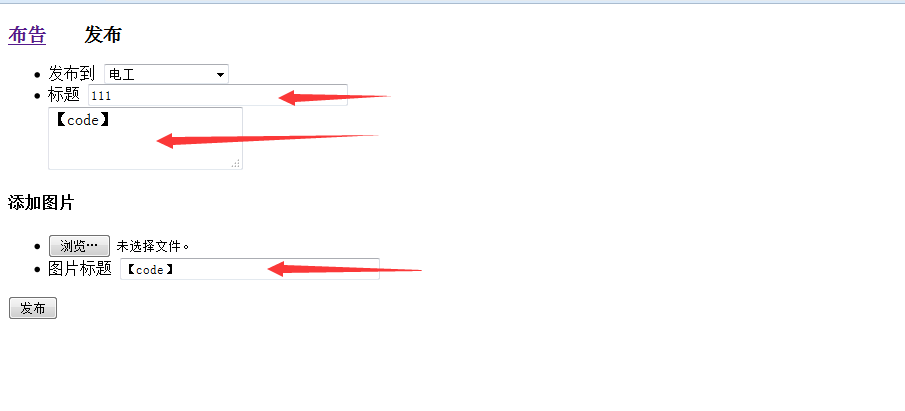 布告 发布
发布到 电工
标题 111
【code】
添加图片
浏览… 未选择文件。
图片标题 【code】
发布